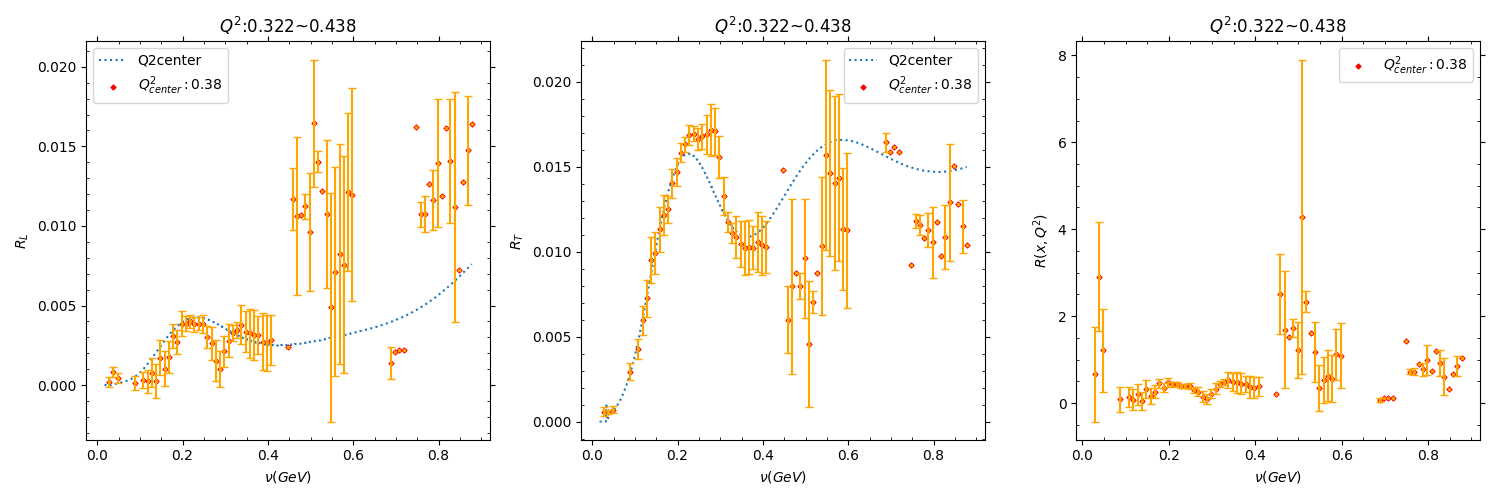 Q²:0.322~0.438
Q2center
Q²center : 0.38
0.020
0.015
0.010
0.005
0.000
R_L
0.0 0.2 0.4 0.6 0.8
ν(GeV)
Q²:0.322~0.438
Q2center
Q²center : 0.38
0.020
0.015
0.010
0.005
0.000
R_T
0.0 0.2 0.4 0.6 0.8
ν(GeV)
Q²:0.322~0.438
Q²center : 0.38
8
6
4
2
0
R(x, Q²)
0.0 0.2 0.4 0.6 0.8
ν(GeV)